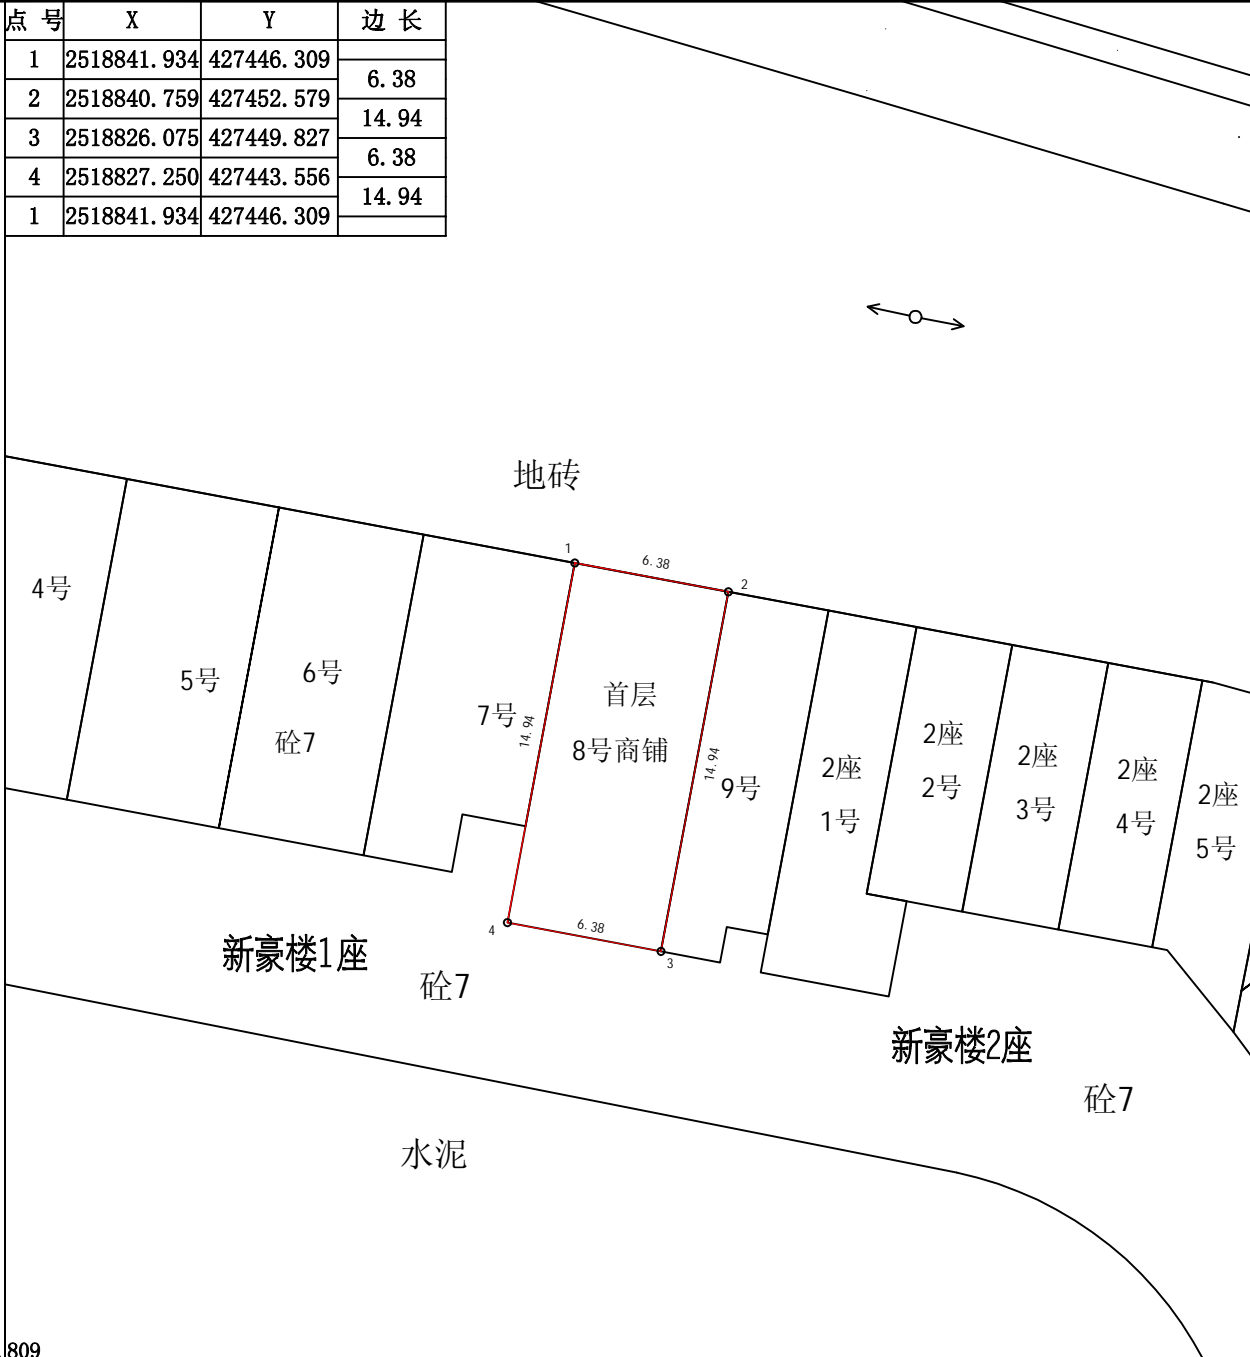 点 号 X Y 边 长
1 2518841.934 427446.309
6.38
2 2518840.759 427452.579
14.94
3 2518826.075 427449.827
6.38
4 2518827.250 427443.556
14.94
1 2518841.934 427446.309
地砖
1
6.38
2
4号
5号
6号
砼7
7号
14.94
首层
8号商铺
14.94
9号
2座
1号
2座
2号
2座
3号
2座
4号
2座
5号
4
6.38
3
新豪楼1座
砼7
新豪楼2座
砼7
水泥
809